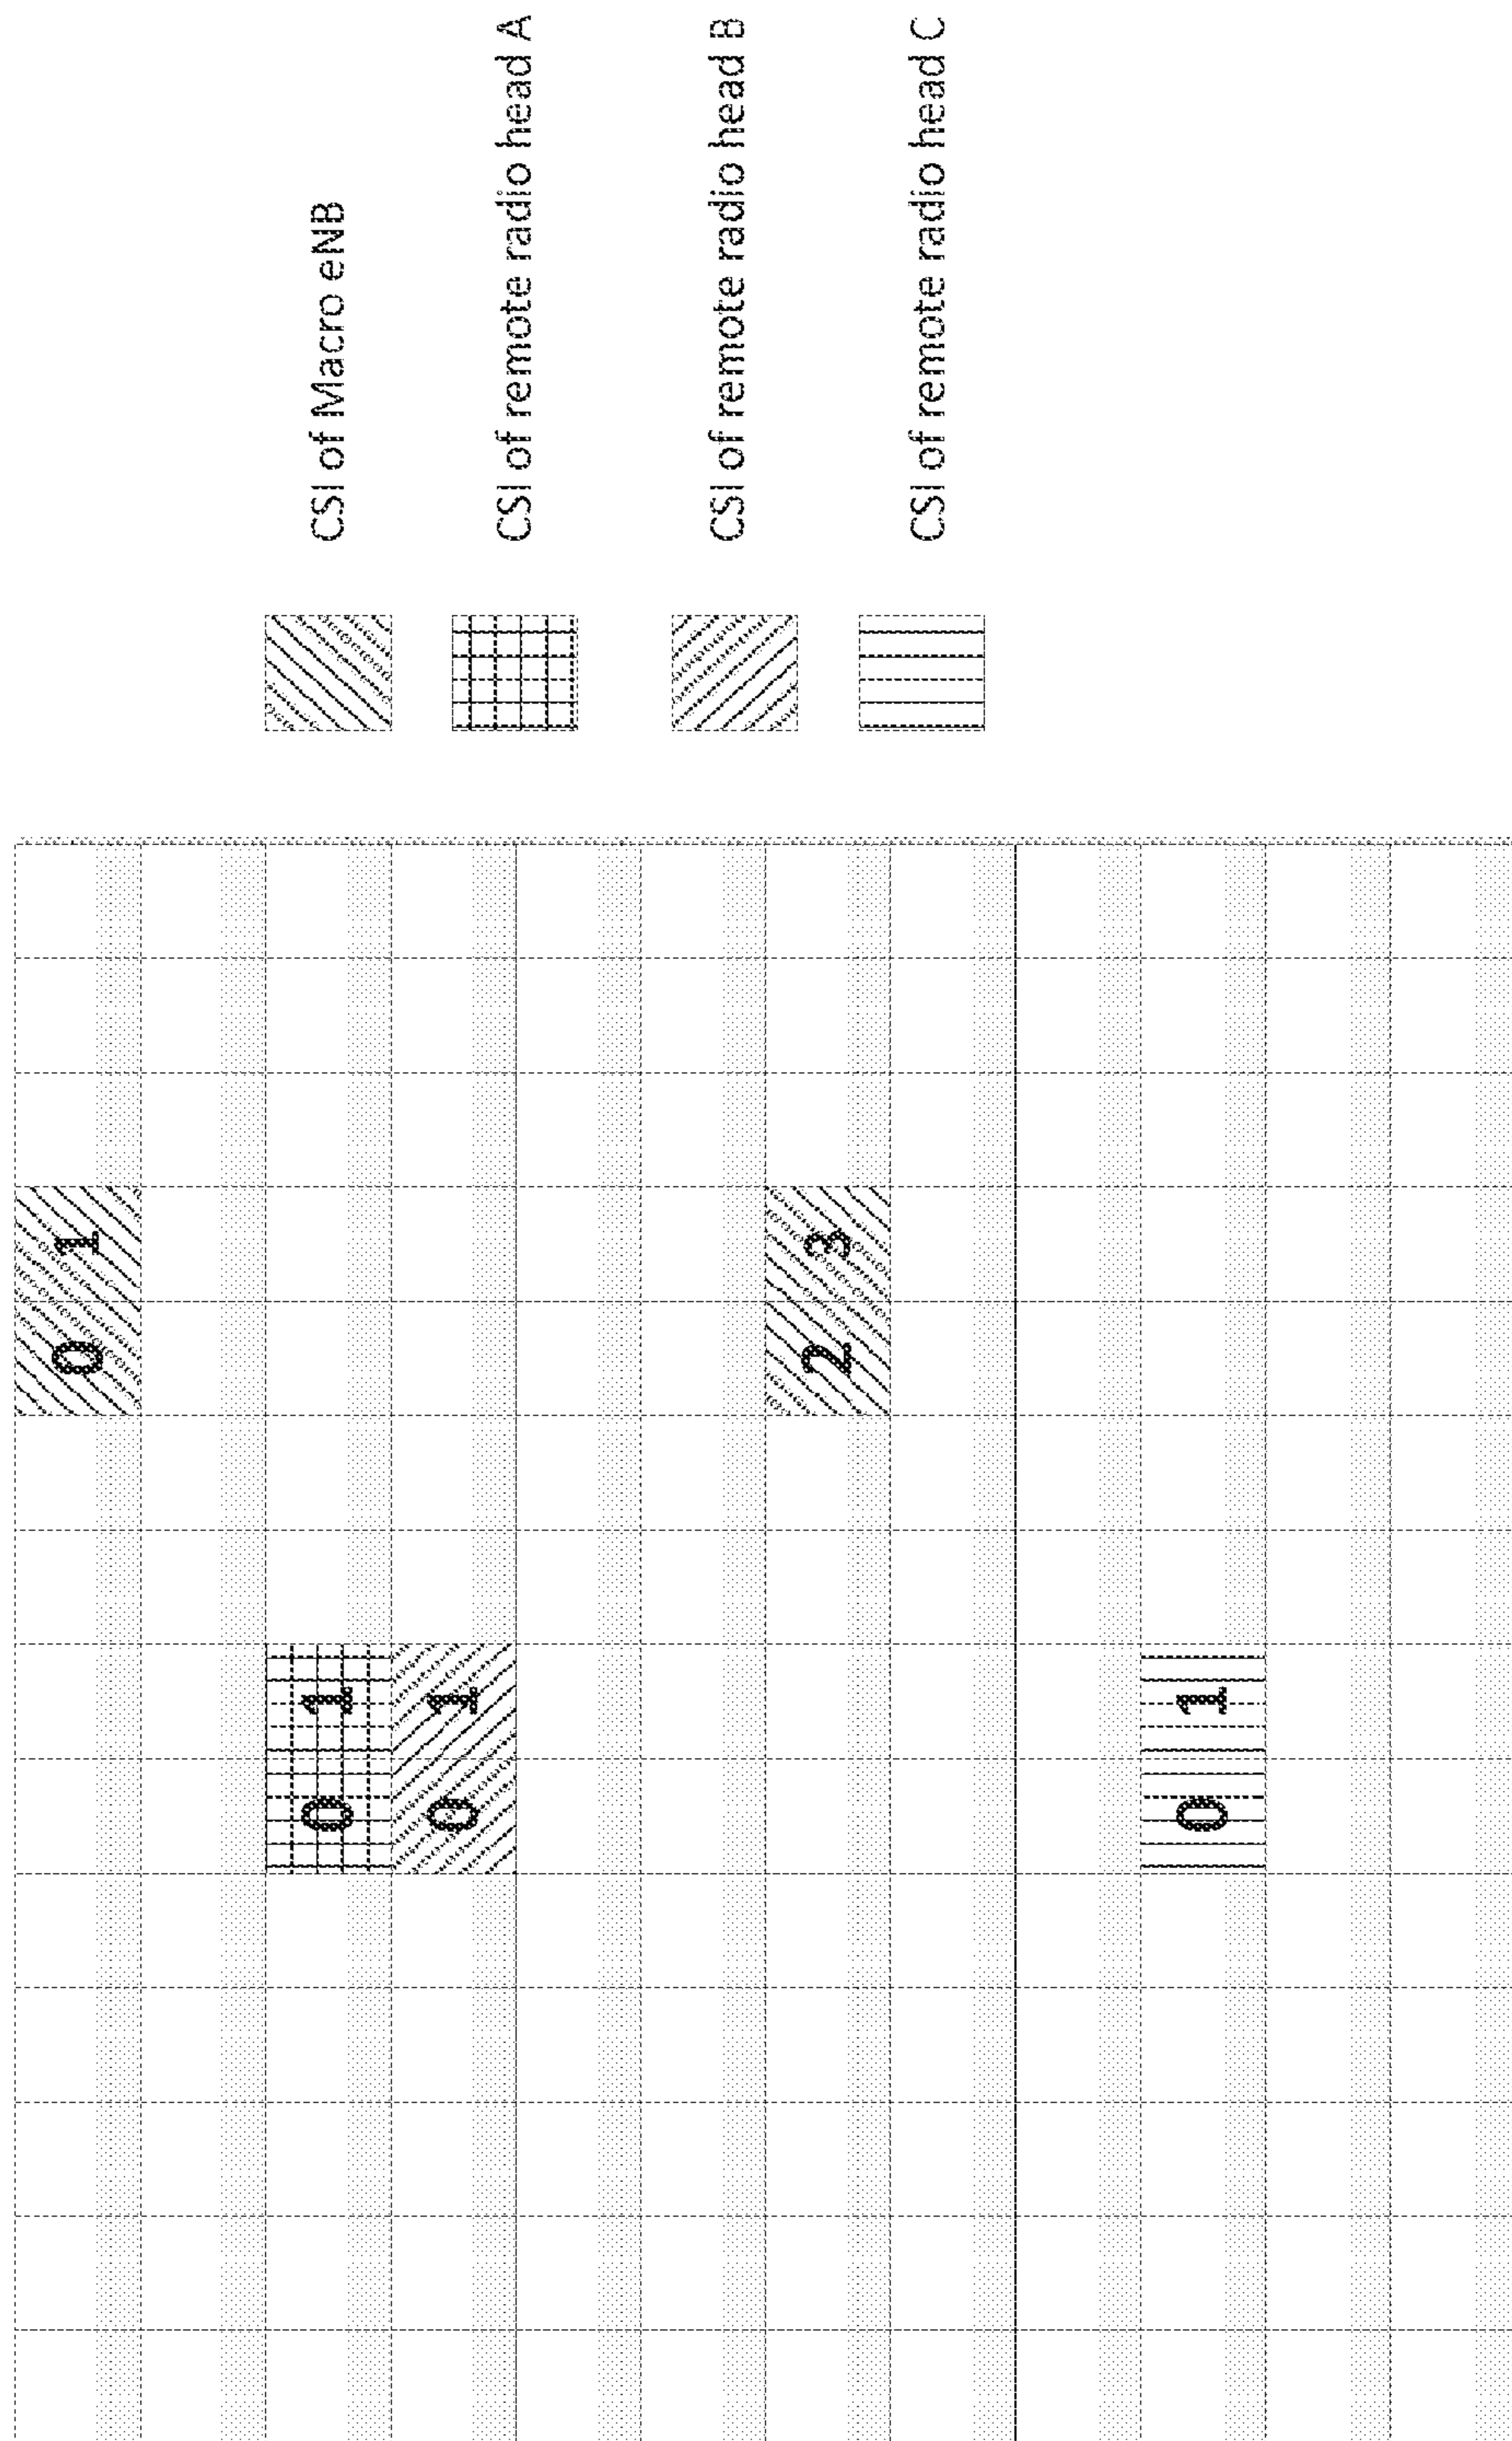 CSI of Macro eNB
CSI of remote radio head A
CSI of remote radio head B
CSI of remote radio head C
0 1
0 1
0 1
2 3
0 1